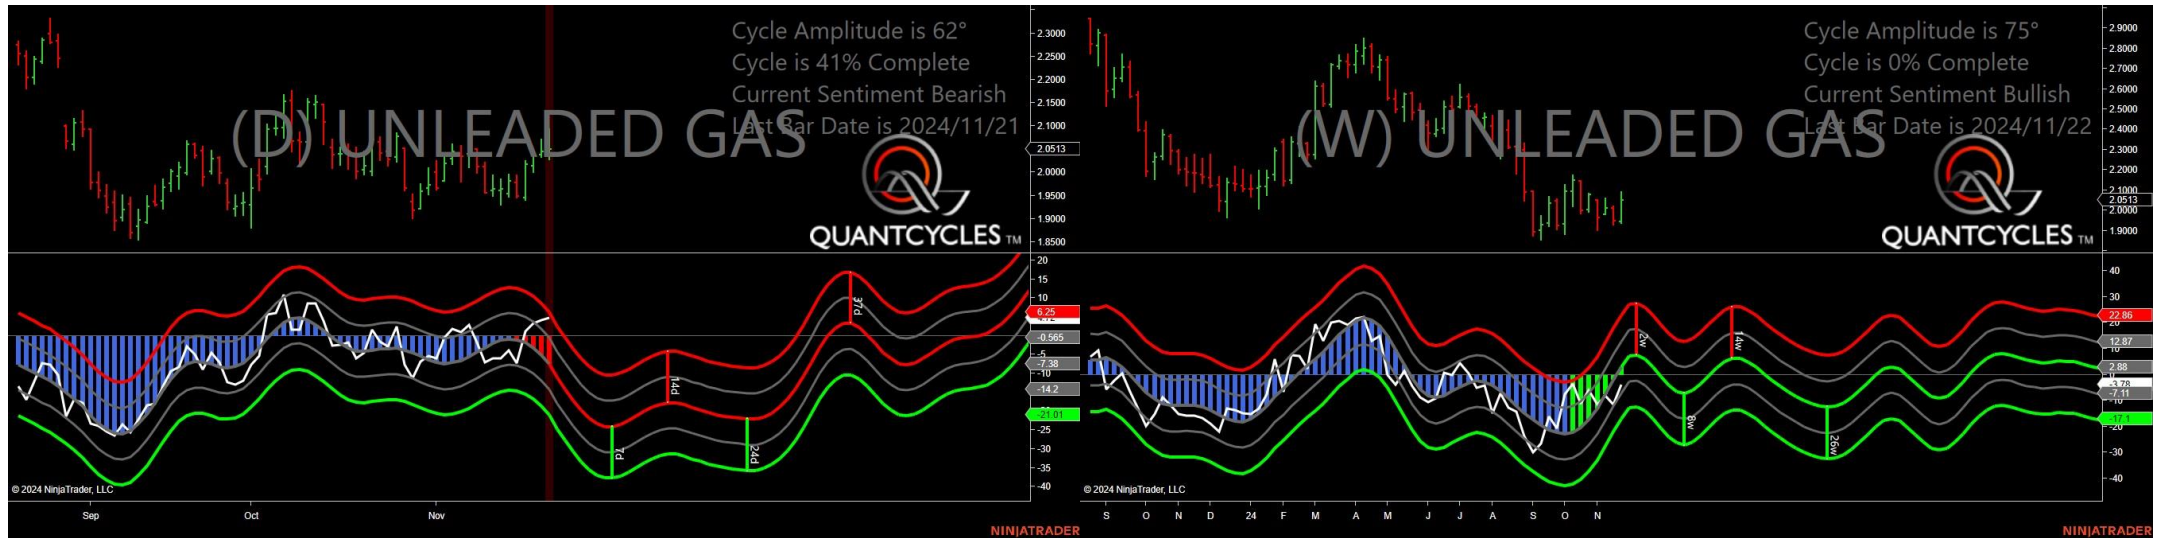 Cycle Amplitude is 62°
Cycle is 41% Complete
Current Sentiment Bearish
Last Bar Date is 2024/11/21
(D) UNLEADED GAS
QUANTCYCLES TM
2.3000
2.2500
2.2000
2.1500
2.1000
2.0513
2.0000
1.9500
1.9000
1.8500
20
15
10
6.25
-0.565
-5
-7.38
-10
-14.2
-21.01
-25
-30
-35
-40
7d
14d
24d
37d
© 2024 NinjaTrader, LLC
Sep Oct Nov
NINJATRADER
Cycle Amplitude is 75°
Cycle is 0% Complete
Current Sentiment Bullish
Last Bar Date is 2024/11/22
(W) UNLEADED GAS
QUANTCYCLES TM
2.9000
2.8000
2.7000
2.6000
2.5000
2.4000
2.3000
2.2000
2.1000
2.0513
2.0000
1.9000
40
30
22.86
20
12.87
10
2.88
-3.78
-7.11
-10
-17.1
-20
-30
-40
2w
8w
14w
26w
© 2024 NinjaTrader, LLC
S O N D 24 F M A M J J A S O N
NINJATRADER